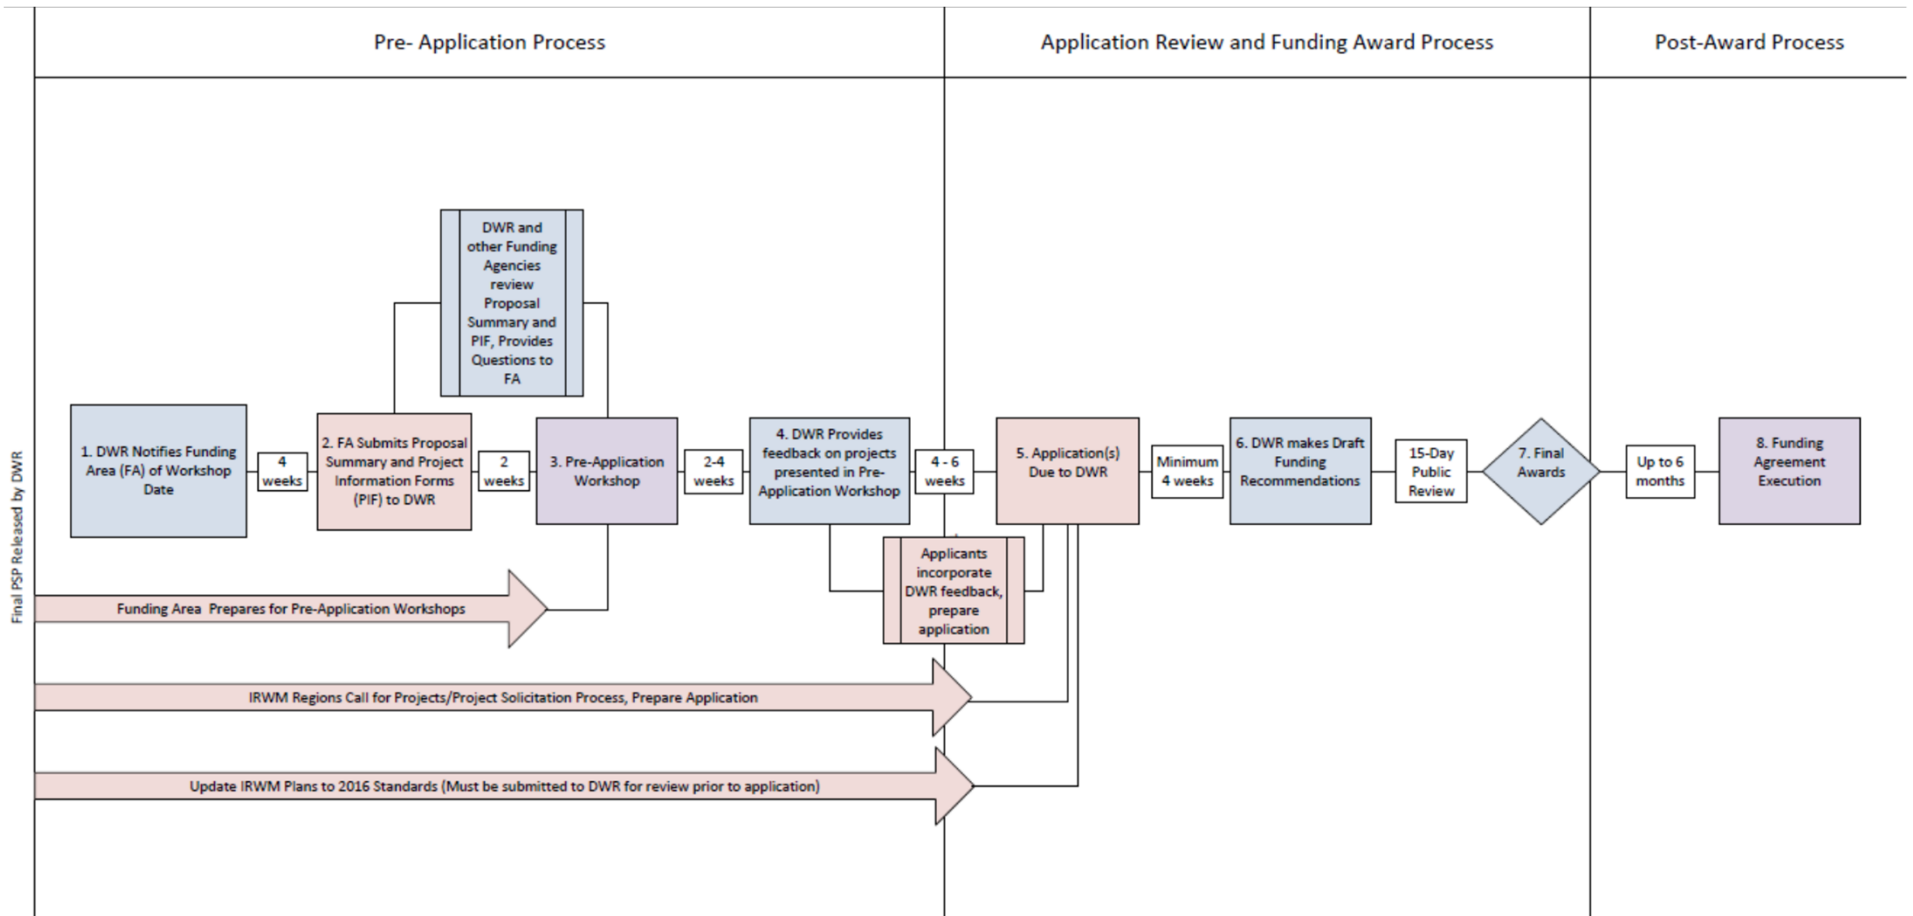 Pre- Application Process
Application Review and Funding Award Process
Post-Award Process
Final PSP Released by DWR
DWR and
other Funding
Agencies
review
Proposal
Summary and
PIF, Provides
Questions to
FA
1. DWR Notifies Funding
Area (FA) of Workshop
Date
4
weeks
2. FA Submits Proposal
Summary and Project
Information Forms
(PIF) to DWR
2
weeks
3. Pre-Application
Workshop
2-4
weeks
4. DWR Provides
feedback on projects
presented in Pre-
Application Workshop
4 - 6
weeks
5. Application(s)
Due to DWR
Minimum
4 weeks
6. DWR makes Draft
Funding
Recommendations
15-Day
Public
Review
7. Final
Awards
Up to 6
months
8. Funding
Agreement
Execution
Applicants
incorporate
DWR feedback,
prepare
application
Funding Area  Prepares for Pre-Application Workshops
IRWM Regions Call for Projects/Project Solicitation Process, Prepare Application
Update IRWM Plans to 2016 Standards (Must be submitted to DWR for review prior to application)